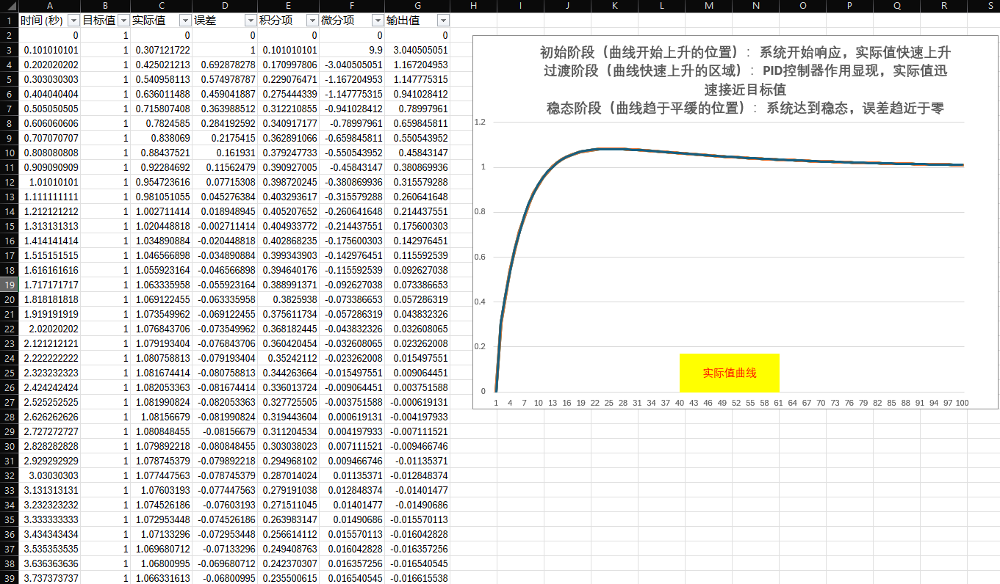 A B C D E F G H I J K L M N O P Q R S
1 时间 (秒) 目标值 实际值 误差 积分项 微分项 输出值
2 0 1 0 0 0 0 0
3 0.101010101 1 0.307121722 1 0.101010101 9.9 3.040505051
4 0.202020202 1 0.425021213 0.692878278 0.170997806 -3.040505051 1.167204953
5 0.303030303 1 0.540958113 0.574978787 0.229076471 -1.167204953 1.147775315
6 0.404040404 1 0.636011488 0.459041887 0.275444339 -1.147775315 0.941028412
7 0.505050505 1 0.715807408 0.363988512 0.312210855 -0.941028412 0.78997961
8 0.606060606 1 0.7824585 0.284192592 0.340917177 -0.78997961 0.659845811
9 0.707070707 1 0.838069 0.2175415 0.362891066 -0.659845811 0.550543952
10 0.808080808 1 0.88437521 0.161931 0.379247733 -0.550543952 0.45843147
11 0.909090909 1 0.92284692 0.11562479 0.390927005 -0.45843147 0.380869936
12 1.01010101 1 0.954723616 0.07715308 0.398720245 -0.380869936 0.315579288
13 1.111111111 1 0.981051055 0.045276384 0.403293617 -0.315579288 0.260641648
14 1.212121212 1 1.002711414 0.018948945 0.405207652 -0.260641648 0.214437551
15 1.313131313 1 1.020448818 -0.002711414 0.404933772 -0.214437551 0.175600303
16 1.414141414 1 1.034890884 -0.020448818 0.402868235 -0.175600303 0.142976451
17 1.515151515 1 1.046566898 -0.034890884 0.399343903 -0.142976451 0.115592539
18 1.616161616 1 1.055923164 -0.046566898 0.394640176 -0.115592539 0.092627038
19 1.717171717 1 1.063335958 -0.055923164 0.388991371 -0.092627038 0.073386653
20 1.818181818 1 1.069122455 -0.063335958 0.3825938 -0.073386653 0.057286319
21 1.919191919 1 1.073549962 -0.069122455 0.375611734 -0.057286319 0.043832326
22 2.02020202 1 1.076843706 -0.073549962 0.368182445 -0.043832326 0.032608065
23 2.121212121 1 1.079193404 -0.076843706 0.360420454 -0.032608065 0.023262008
24 2.222222222 1 1.080758813 -0.079193404 0.35242112 -0.023262008 0.015497551
25 2.323232323 1 1.081674414 -0.080758813 0.344263664 -0.015497551 0.009064451
26 2.424242424 1 1.082053363 -0.081674414 0.336013724 -0.009064451 0.003751588
27 2.525252525 1 1.081990824 -0.082053363 0.327725505 -0.003751588 -0.000619131
28 2.626262626 1 1.08156679 -0.081990824 0.319443604 0.000619131 -0.004197933
29 2.727272727 1 1.080848455 -0.08156679 0.311204534 0.004197933 -0.007111521
30 2.828282828 1 1.079892218 -0.080848455 0.303038023 0.007111521 -0.009466746
31 2.929292929 1 1.078745379 -0.079892218 0.294968102 0.009466746 -0.01135371
32 3.03030303 1 1.077447563 -0.078745379 0.287014024 0.01135371 -0.012848374
33 3.131313131 1 1.07603193 -0.077447563 0.279191038 0.012848374 -0.01401477
34 3.232323232 1 1.074526186 -0.07603193 0.271511045 0.01401477 -0.01490686
35 3.333333333 1 1.072953448 -0.074526186 0.263983147 0.01490686 -0.015570113
36 3.434343434 1 1.07133296 -0.072953448 0.256614112 0.015570113 -0.016042828
37 3.535353535 1 1.069680712 -0.07133296 0.249408763 0.016042828 -0.016357256
38 3.636363636 1 1.06800995 -0.069680712 0.242370307 0.016357256 -0.016540545
39 3.737373737 1 1.066331613 -0.06800995 0.235500615 0.016540545 -0.016615538
初始阶段（曲线开始上升的位置）：系统开始响应，实际值快速上升
过渡阶段（曲线快速上升的区域）：PID控制器作用显现，实际值迅
速接近目标值
稳态阶段（曲线趋于平缓的位置）：系统达到稳态，误差趋近于零
1.2
1
0.8
0.6
0.4
0.2
0
实际值曲线
1 4 7 10 13 16 19 22 25 28 31 34 37 40 43 46 49 52 55 58 61 64 67 70 73 76 79 82 85 88 91 94 97 100